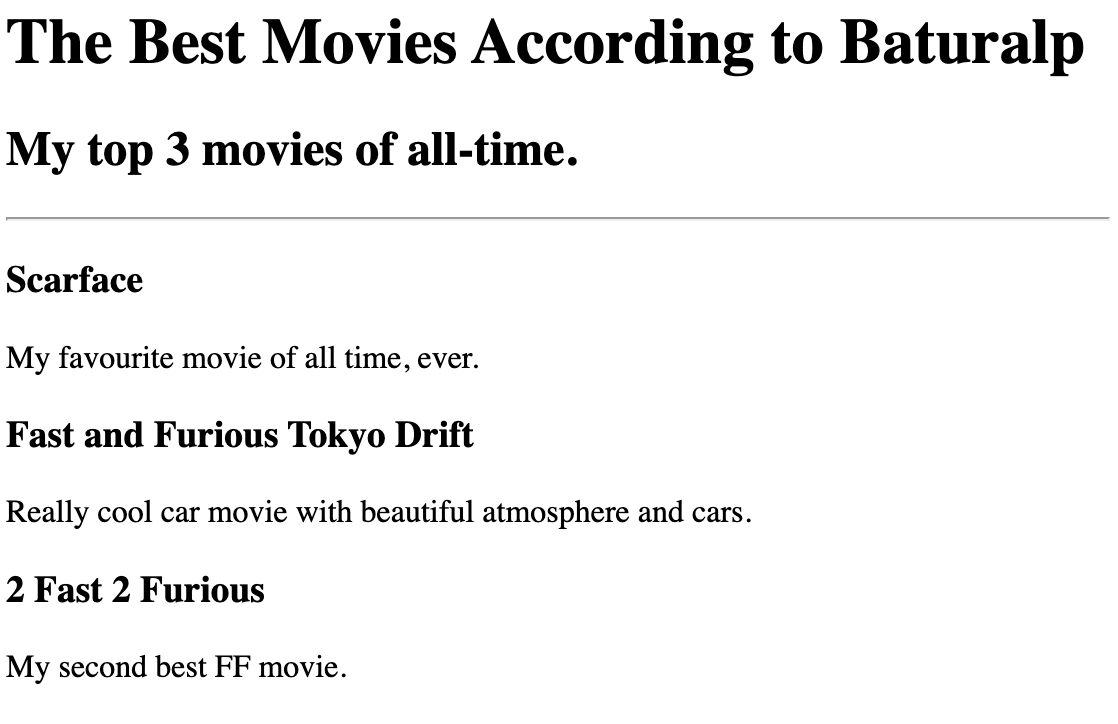 The Best Movies According to Baturalp
My top 3 movies of all-time.
Scarface
My favourite movie of all time, ever.
Fast and Furious Tokyo Drift
Really cool car movie with beautiful atmosphere and cars.
2 Fast 2 Furious
My second best FF movie.